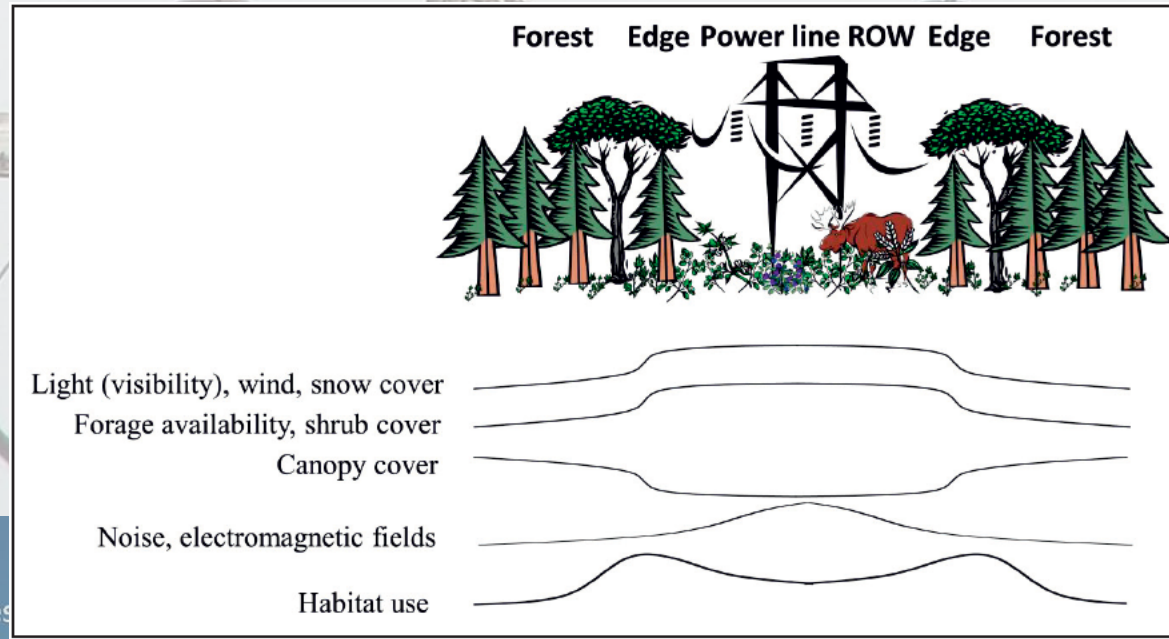 Forest Edge Power line ROW Edge Forest
Light (visibility), wind, snow cover
Forage availability, shrub cover
Canopy cover
Noise, electromagnetic fields
Habitat use